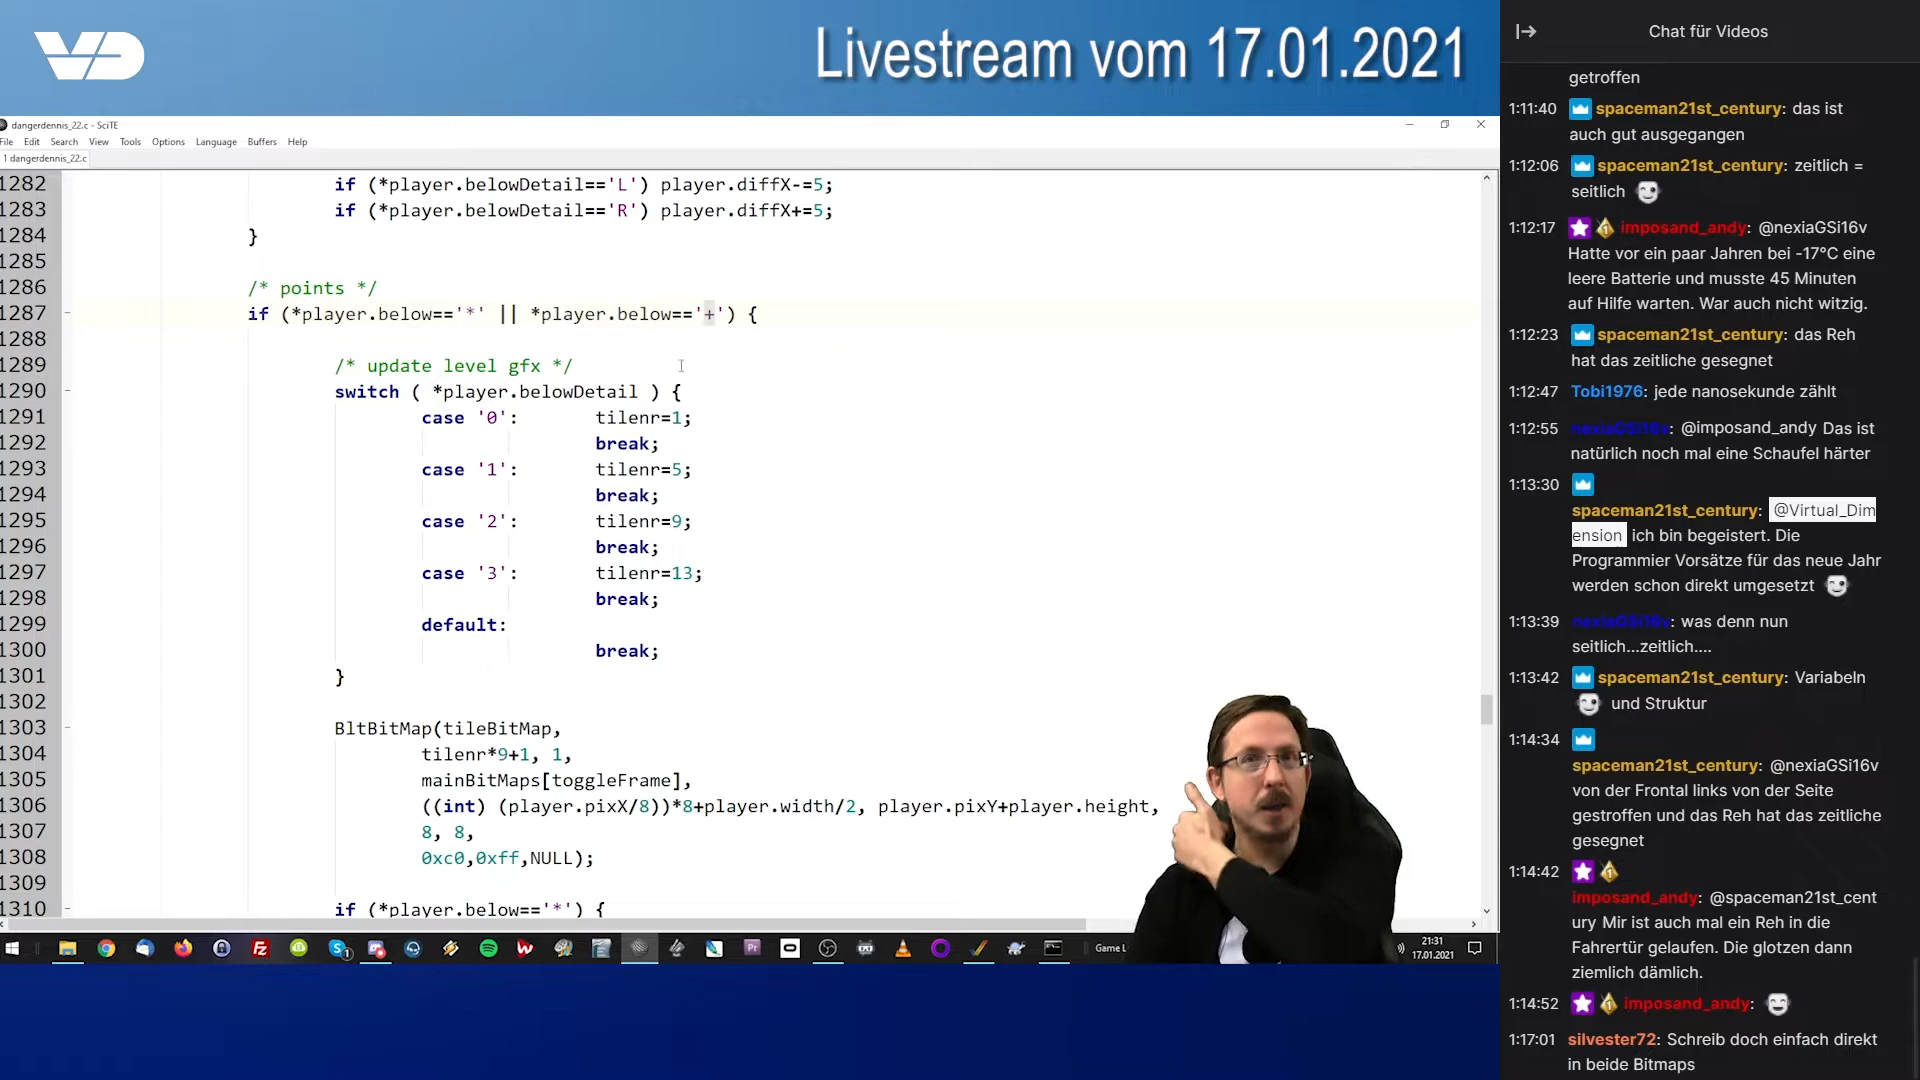 VD
Livestream vom 17.01.2021
dangerdennis_22.c - SciTE
File Edit Search View Tools Options Language Buffers Help
1 dangerdennis_22.c
1282 if (*player.belowDetail=='L') player.diffX-=5;
1283 if (*player.belowDetail=='R') player.diffX+=5;
1284 }
1285
1286 /* points */
1287 if (*player.below=='*' || *player.below=='+') {
1288
1289 /* update level gfx */
1290 switch ( *player.belowDetail ) {
1291 case '0': tilenr=1;
1292 break;
1293 case '1': tilenr=5;
1294 break;
1295 case '2': tilenr=9;
1296 break;
1297 case '3': tilenr=13;
1298 break;
1299 default:
1300 break;
1301 }
1302
1303 BltBitMap(tileBitMap,
1304 tilenr*9+1, 1,
1305 mainBitMaps[toggleFrame],
1306 ((int) (player.pixX/8))*8+player.width/2, player.pixY+player.height,
1307 8, 8,
1308 0xc0,0xff,NULL);
1309
1310 if (*player.below=='*') {
Game L
21:31
17.01.2021
Chat für Videos
getroffen
1:11:40 spaceman21st_century: das ist
auch gut ausgegangen
1:12:06 spaceman21st_century: zeitlich =
seitlich
1:12:17 imposand_andy: @nexiaGSi16v
Hatte vor ein paar Jahren bei -17°C eine
leere Batterie und musste 45 Minuten
auf Hilfe warten. War auch nicht witzig.
1:12:23 spaceman21st_century: das Reh
hat das zeitliche gesegnet
1:12:47 Tobi1976: jede nanosekunde zählt
1:12:55 nexiaGSi16v: @imposand_andy Das ist
natürlich noch mal eine Schaufel härter
1:13:30
spaceman21st_century: @Virtual_Dim
ension ich bin begeistert. Die
Programmier Vorsätze für das neue Jahr
werden schon direkt umgesetzt
1:13:39 nexiaGSi16v: was denn nun
seitlich...zeitlich....
1:13:42 spaceman21st_century: Variabeln
und Struktur
1:14:34
spaceman21st_century: @nexiaGSi16v
von der Frontal links von der Seite
gestroffen und das Reh hat das zeitliche
gesegnet
1:14:42
imposand_andy: @spaceman21st_cent
ury Mir ist auch mal ein Reh in die
Fahrertür gelaufen. Die glotzen dann
ziemlich dämlich.
1:14:52 imposand_andy:
1:17:01 silvester72: Schreib doch einfach direkt
in beide Bitmaps